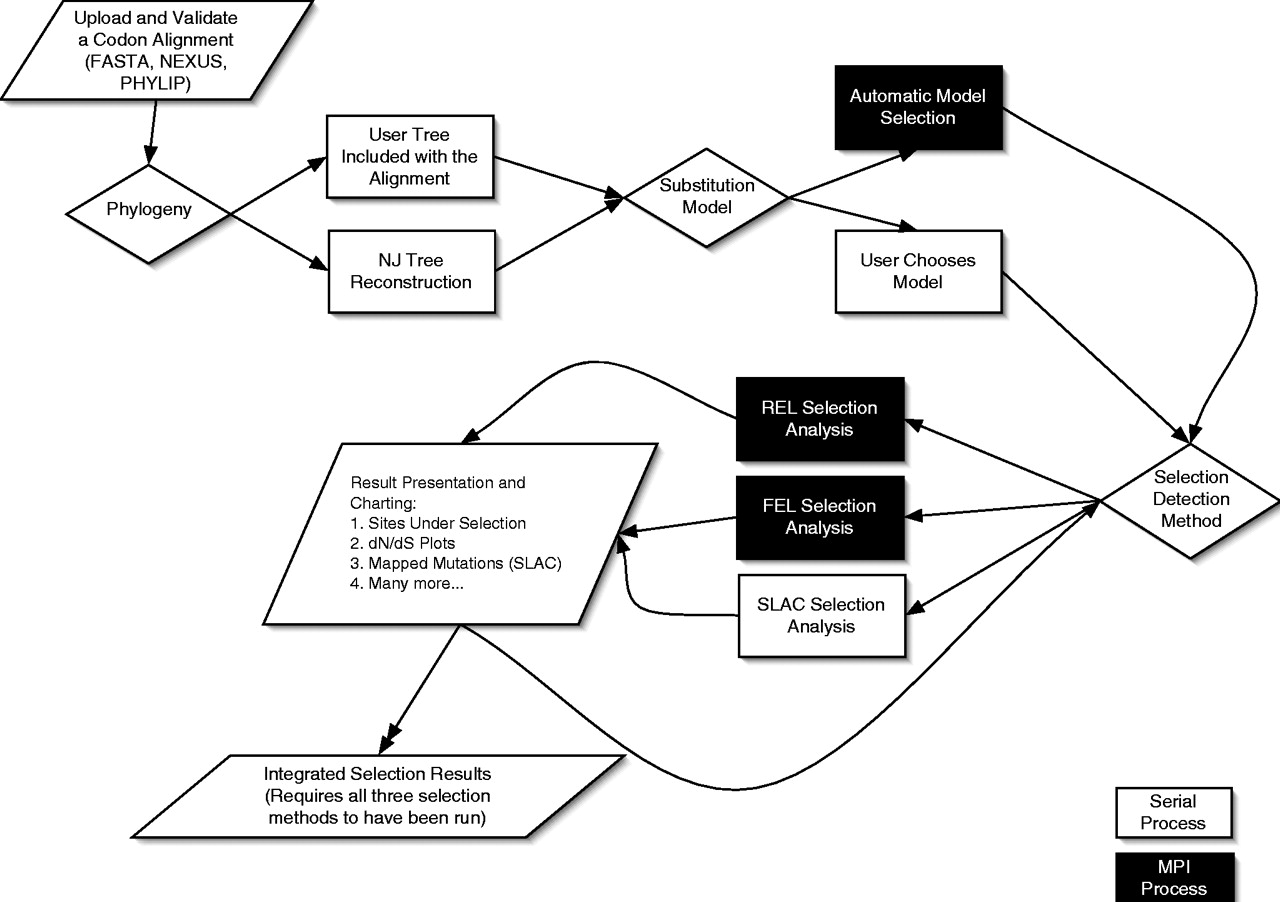 Upload and Validate
a Codon Alignment
(FASTA, NEXUS,
PHYLIP)
Phylogeny
User Tree
Included with the
Alignment
NJ Tree
Reconstruction
Substitution
Model
Automatic Model
Selection
User Chooses
Model
Selection
Detection
Method
REL Selection
Analysis
FEL Selection
Analysis
SLAC Selection
Analysis
Result Presentation and
Charting:
1. Sites Under Selection
2. dN/dS Plots
3. Mapped Mutations (SLAC)
4. Many more...
Integrated Selection Results
(Requires all three selection
methods to have been run)
Serial
Process
MPI
Process